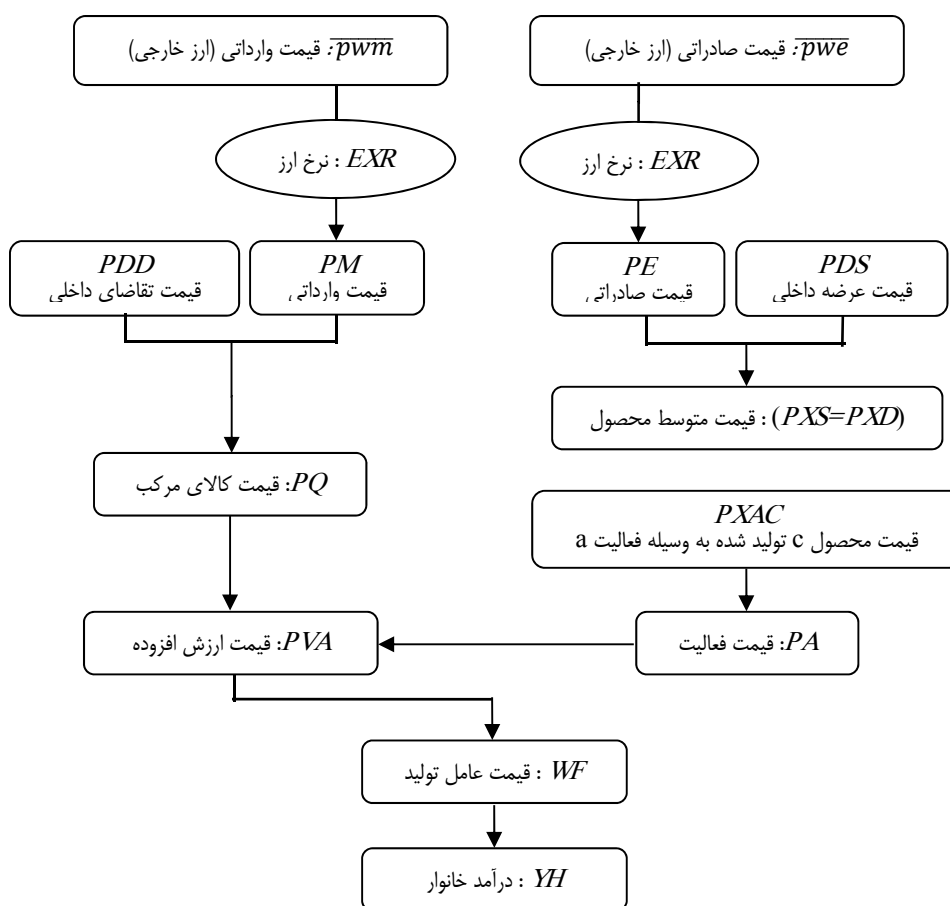 pwm: قیمت وارداتی (ارز خارجی)
pwe: قیمت صادراتی (ارز خارجی)
EXR : نرخ ارز
EXR : نرخ ارز
PDD
قیمت تقاضای داخلی
PM
قیمت وارداتی
PE
قیمت صادراتی
PDS
قیمت عرضه داخلی
(PXS=PXD) : قیمت متوسط محصول
PQ: قیمت کالای مرکب
PXAC
قیمت محصول c تولید شده به وسیله فعالیت a
PVA: قیمت ارزش افزوده
PA: قیمت فعالیت
WF : قیمت عامل تولید
YH : درآمد خانوار